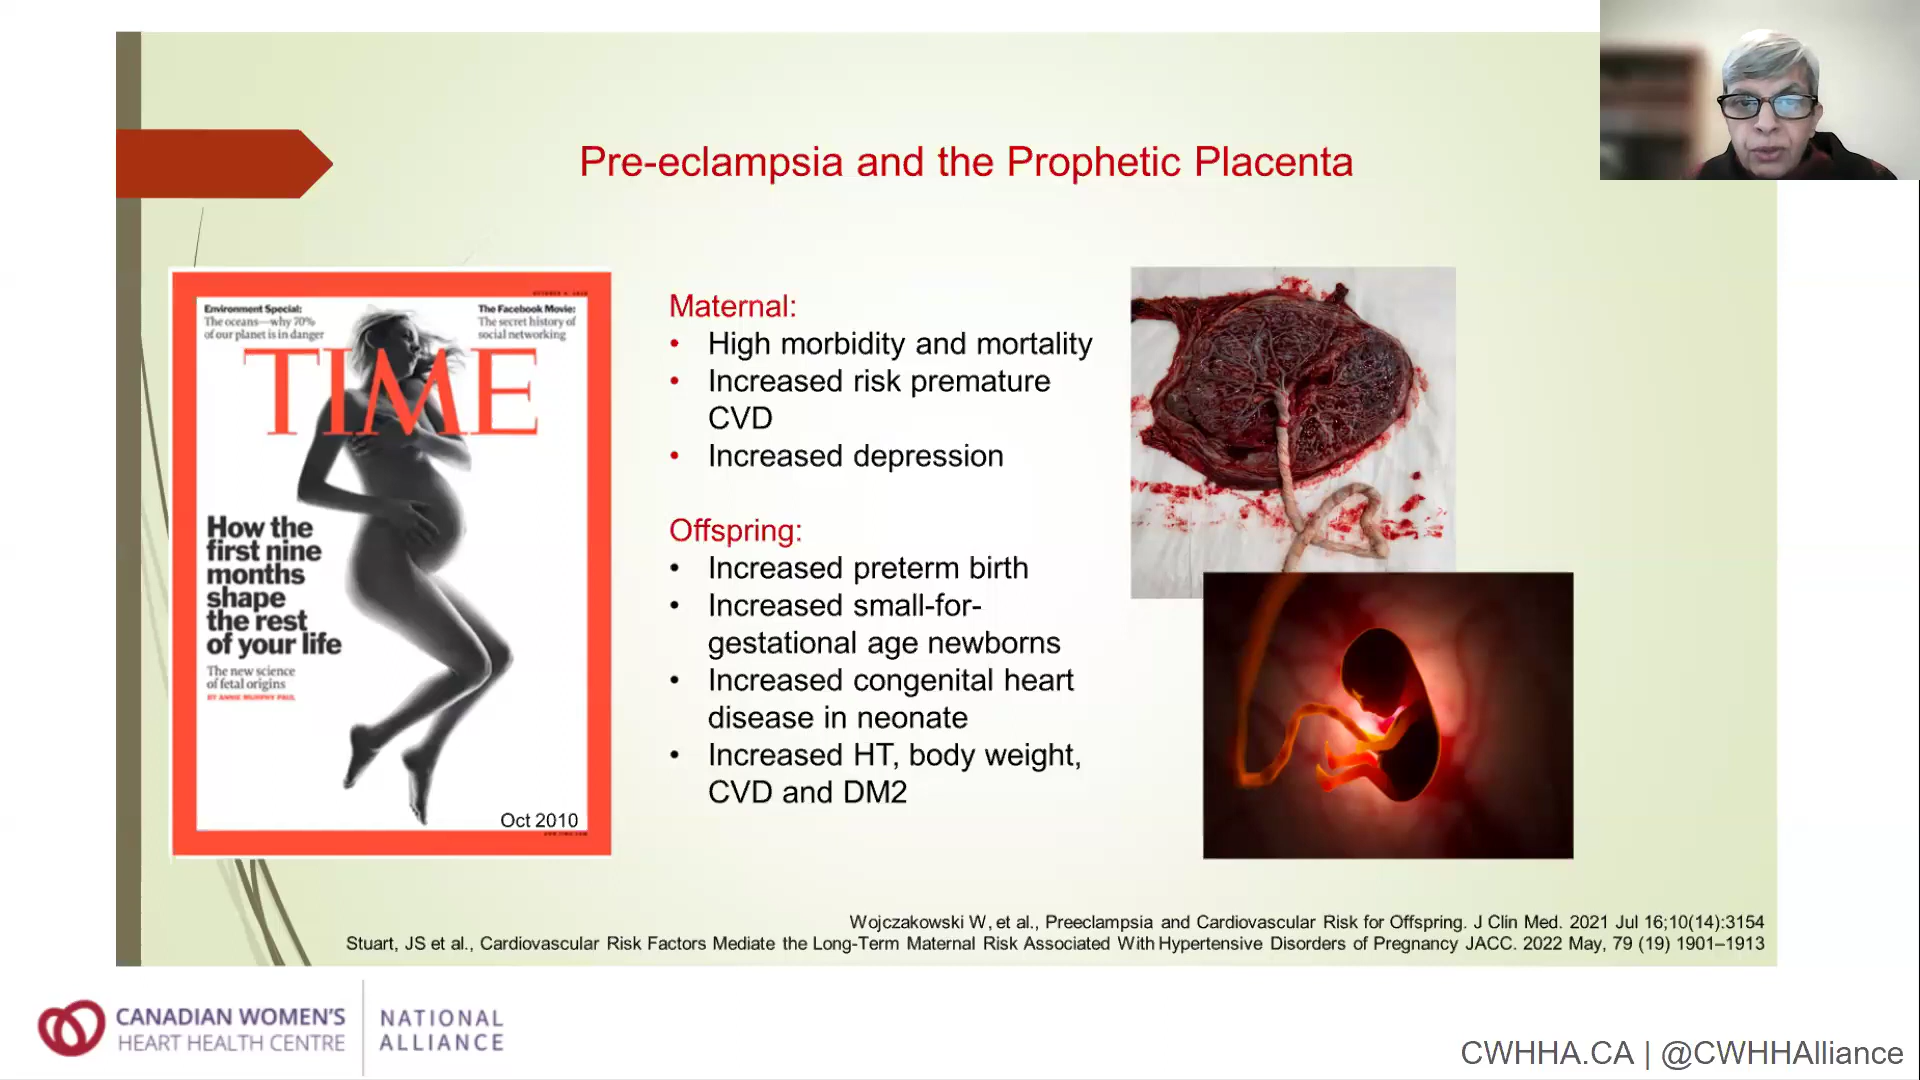 Pre-eclampsia and the Prophetic Placenta
Environment Special:
The oceans—why 70%
of our planet is in danger
The Facebook Movie:
The secret history of
social networking
TIME
How the
first nine
months
shape
the rest
of your life
The new science
of fetal origins
BY ANNIE MURPHY PAUL
Oct 2010
Maternal:
• High morbidity and mortality
• Increased risk premature
CVD
• Increased depression
Offspring:
• Increased preterm birth
• Increased small-for-
gestational age newborns
• Increased congenital heart
disease in neonate
• Increased HT, body weight,
CVD and DM2
Wojczakowski W, et al., Preeclampsia and Cardiovascular Risk for Offspring. J Clin Med. 2021 Jul 16;10(14):3154
Stuart, JS et al., Cardiovascular Risk Factors Mediate the Long-Term Maternal Risk Associated With Hypertensive Disorders of Pregnancy JACC. 2022 May, 79 (19) 1901–1913
CANADIAN WOMEN'S
HEART HEALTH CENTRE
NATIONAL
ALLIANCE
CWHHA.CA | @CWHHAlliance